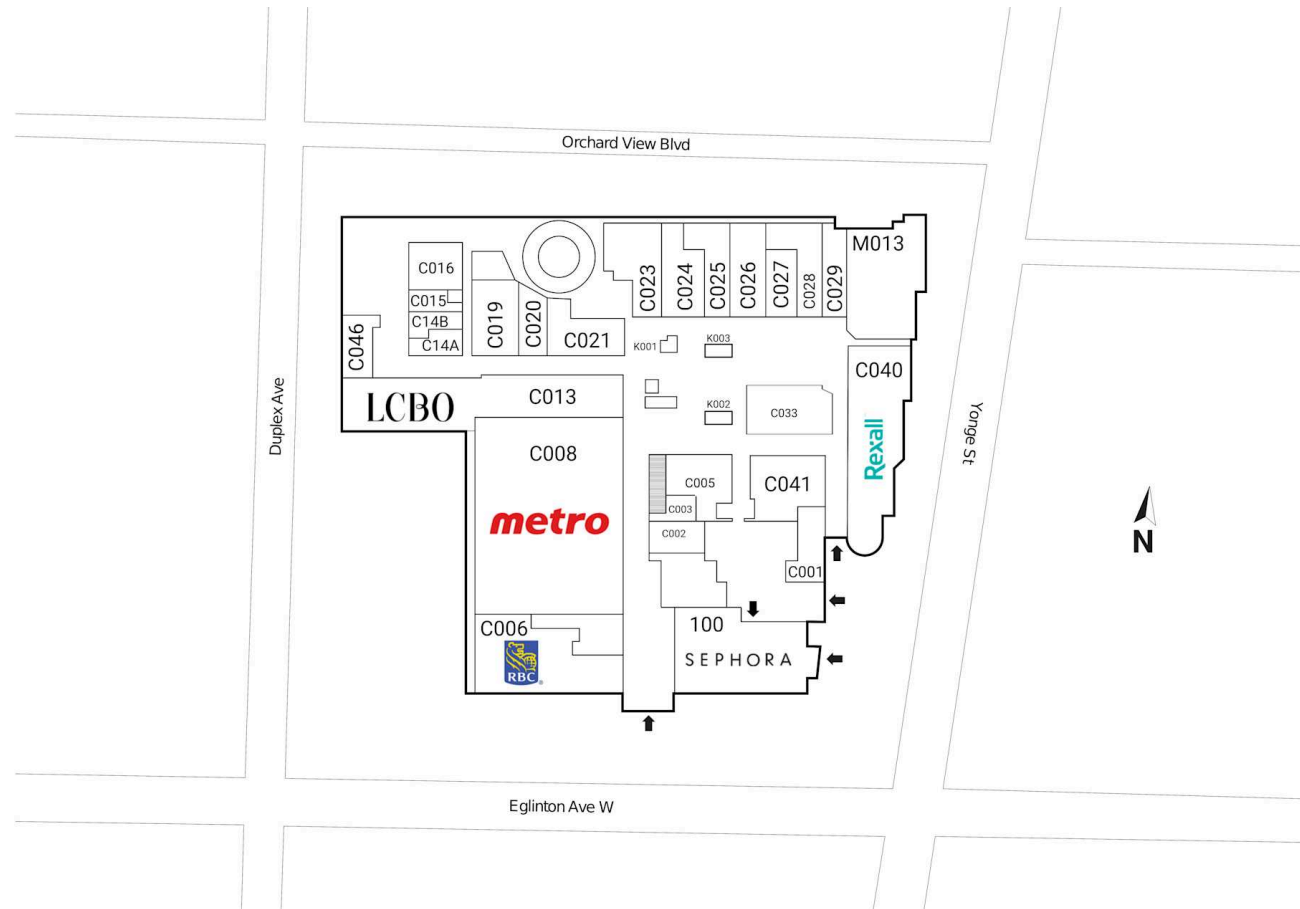 Orchard View Blvd
M013
C016
C023
C024
C025
C026
C027
C028
C029
C015
C14B
C14A
C046
C019
C020
C021
K001
K003
C040
Rexall
LCBO
C013
K002
C033
Duplex Ave
Yonge St
C008
metro
C005
C003
C041
C002
C001
N
C006
RBC
100
SEPHORA
Eglinton Ave W